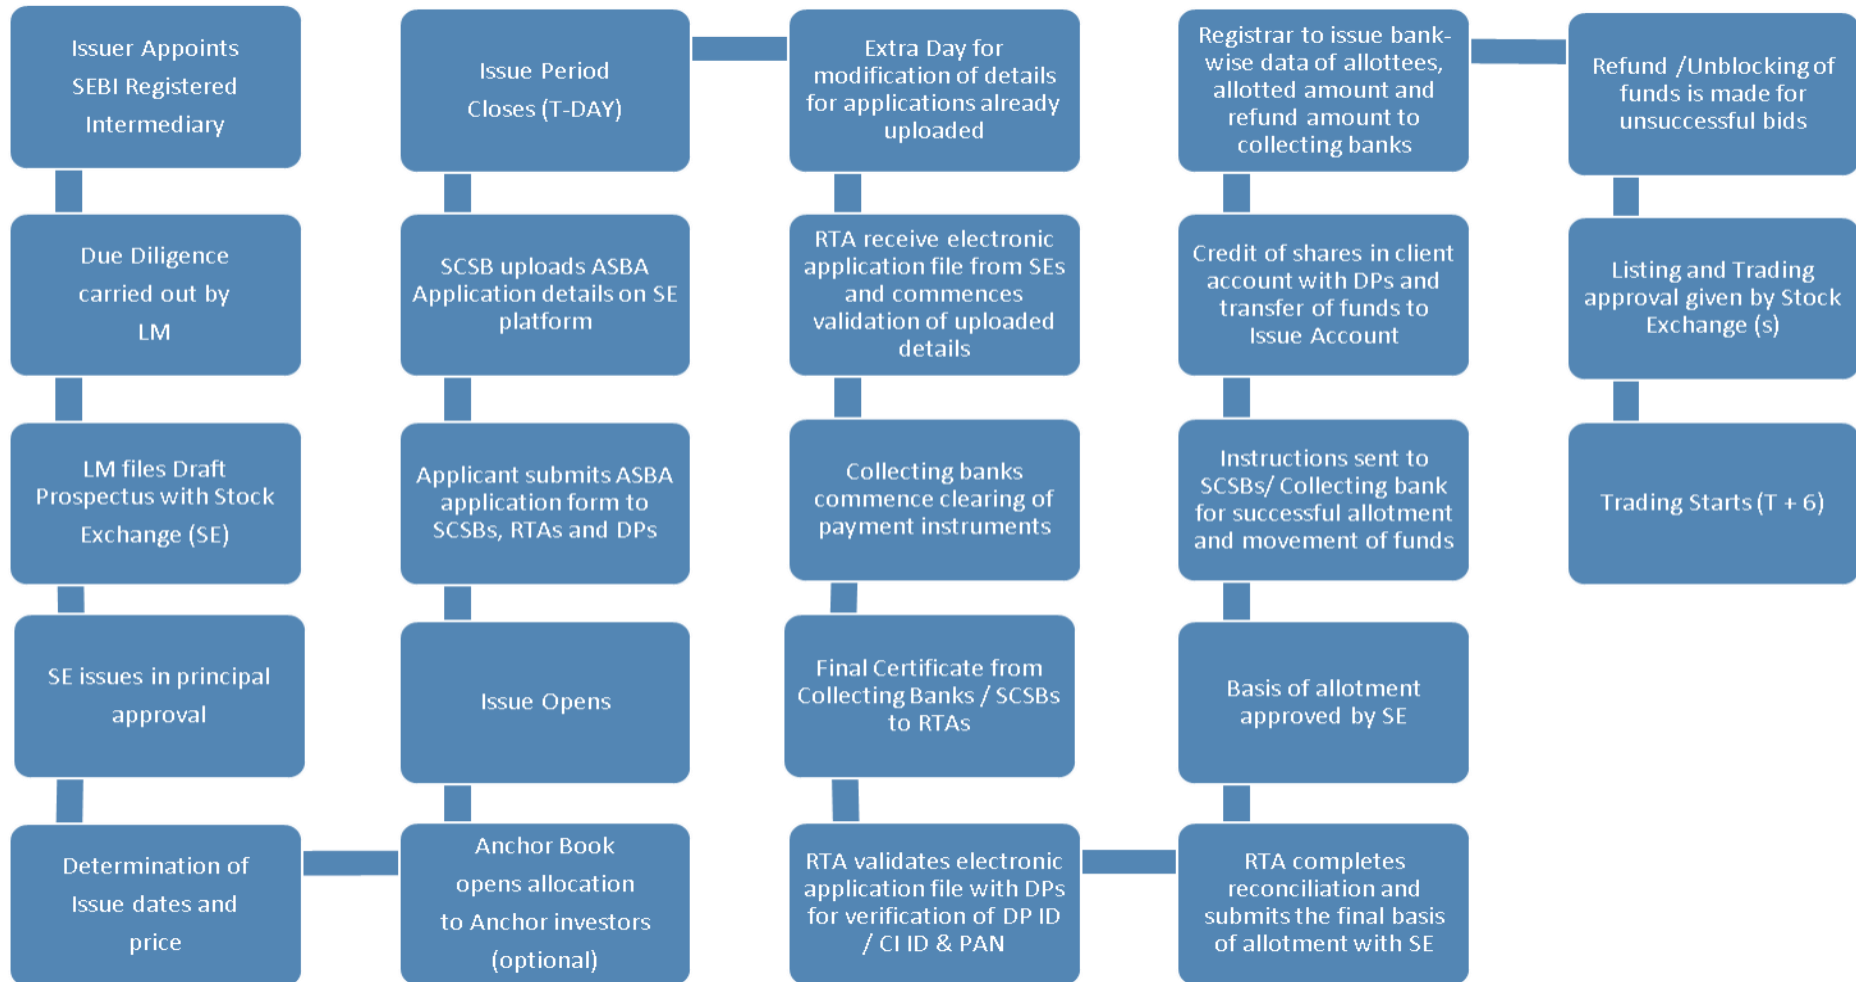 Issuer Appoints
SEBI Registered
Intermediary
Due Diligence
carried out by
LM
LM files Draft
Prospectus with Stock
Exchange (SE)
SE issues in principal
approval
Determination of
Issue dates and
price
Anchor Book
opens allocation
to Anchor investors
(optional)
Issue Opens
Applicant submits ASBA
application form to
SCSBs, RTAs and DPs
SCSB uploads ASBA
Application details on SE
platform
Issue Period
Closes (T-DAY)
Extra Day for
modification of details
for applications already
uploaded
RTA receive electronic
application file from SEs
and commences
validation of uploaded
details
Collecting banks
commence clearing of
payment instruments
Final Certificate from
Collecting Banks / SCSBs
to RTAs
RTA validates electronic
application file with DPs
for verification of DP ID
/ CI ID & PAN
RTA completes
reconciliation and
submits the final basis
of allotment with SE
Basis of allotment
approved by SE
Instructions sent to
SCSBs/ Collecting bank
for successful allotment
and movement of funds
Credit of shares in client
account with DPs and
transfer of funds to
Issue Account
Registrar to issue bank-
wise data of allottees,
allotted amount and
refund amount to
collecting banks
Refund /Unblocking of
funds is made for
unsuccessful bids
Listing and Trading
approval given by Stock
Exchange (s)
Trading Starts (T + 6)